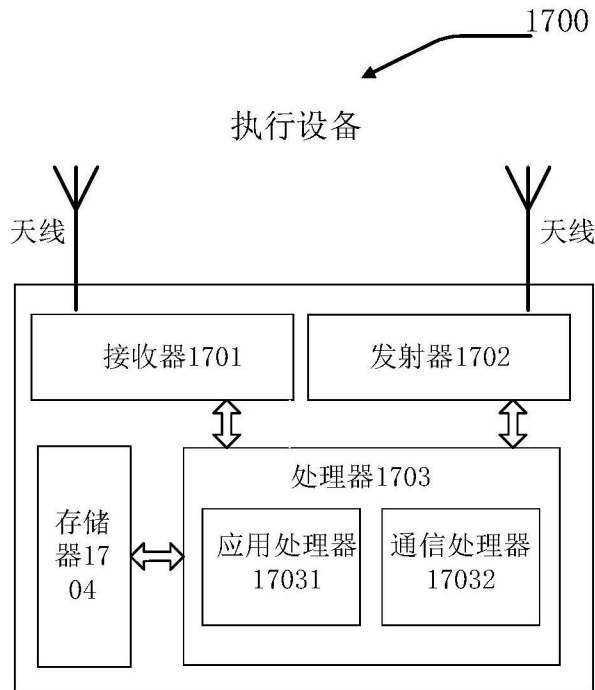 1700
执行设备
天线
天线
接收器1701
发射器1702
处理器1703
存储
器17
04
应用处理器
17031
通信处理器
17032